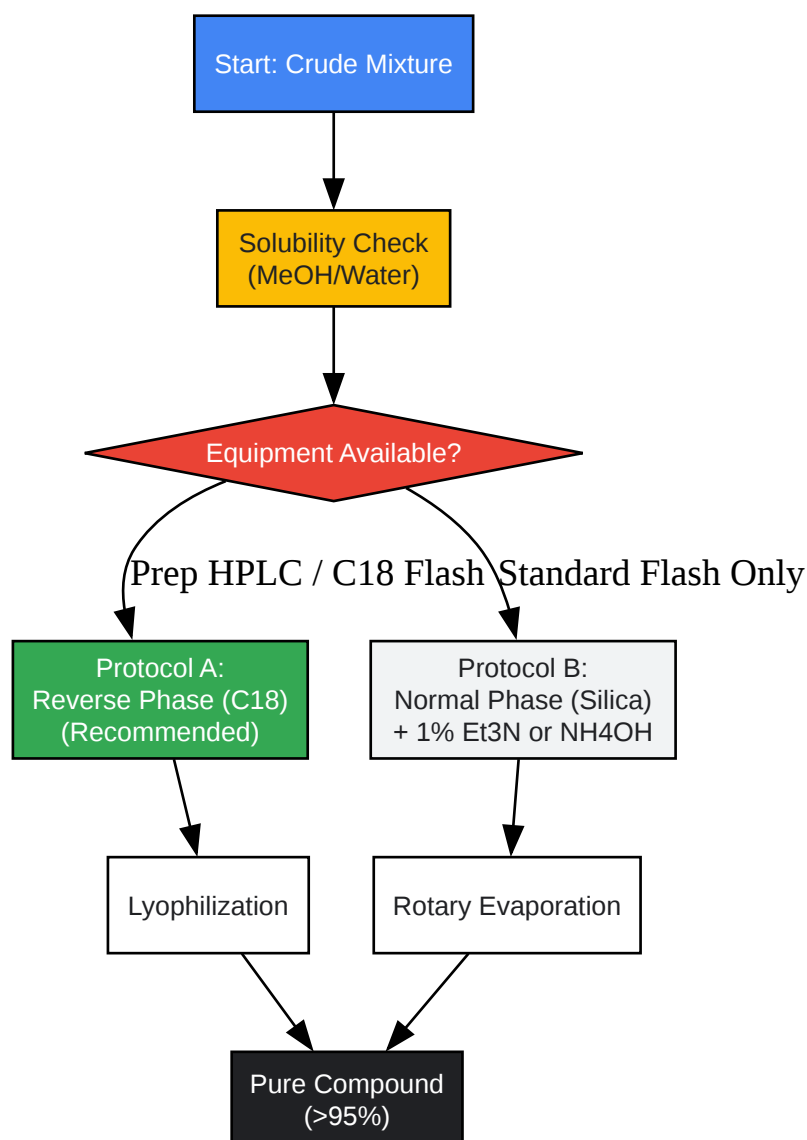 Start: Crude Mixture
Solubility Check
(MeOH/Water)
Equipment Available?
Prep HPLC / C18 Flash
Standard Flash Only
Protocol A:
Reverse Phase (C18)
(Recommended)
Protocol B:
Normal Phase (Silica)
+ 1% Et3N or NH4OH
Lyophilization
Rotary Evaporation
Pure Compound
(>95%)